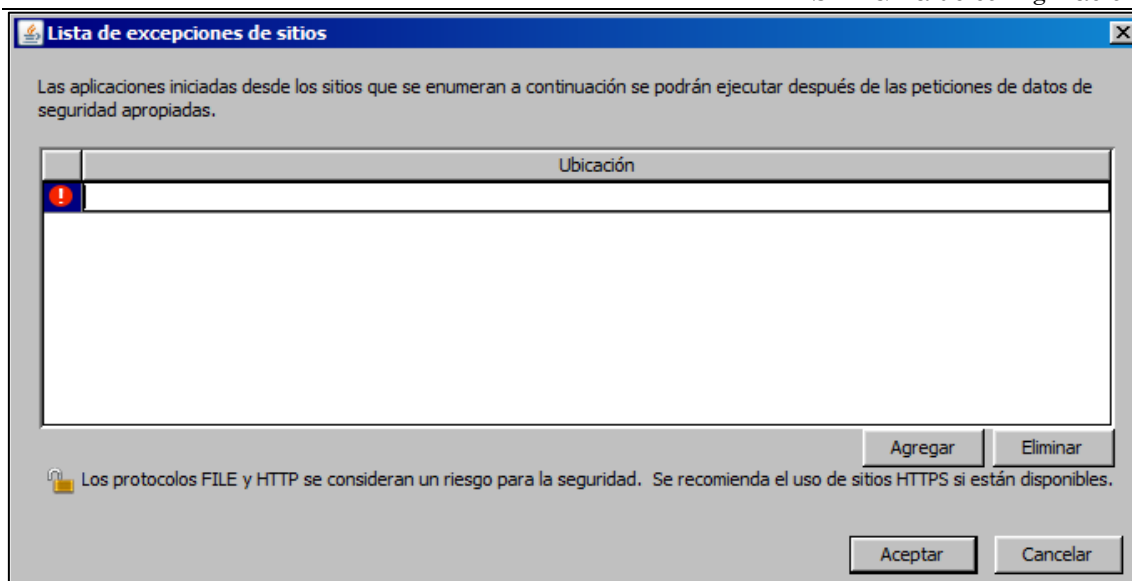 Lista de excepciones de sitios
Las aplicaciones iniciadas desde los sitios que se enumeran a continuación se podrán ejecutar después de las peticiones de datos de
seguridad apropiadas.
Ubicación
Agregar Eliminar
Los protocolos FILE y HTTP se consideran un riesgo para la seguridad. Se recomienda el uso de sitios HTTPS si están disponibles.
Aceptar Cancelar